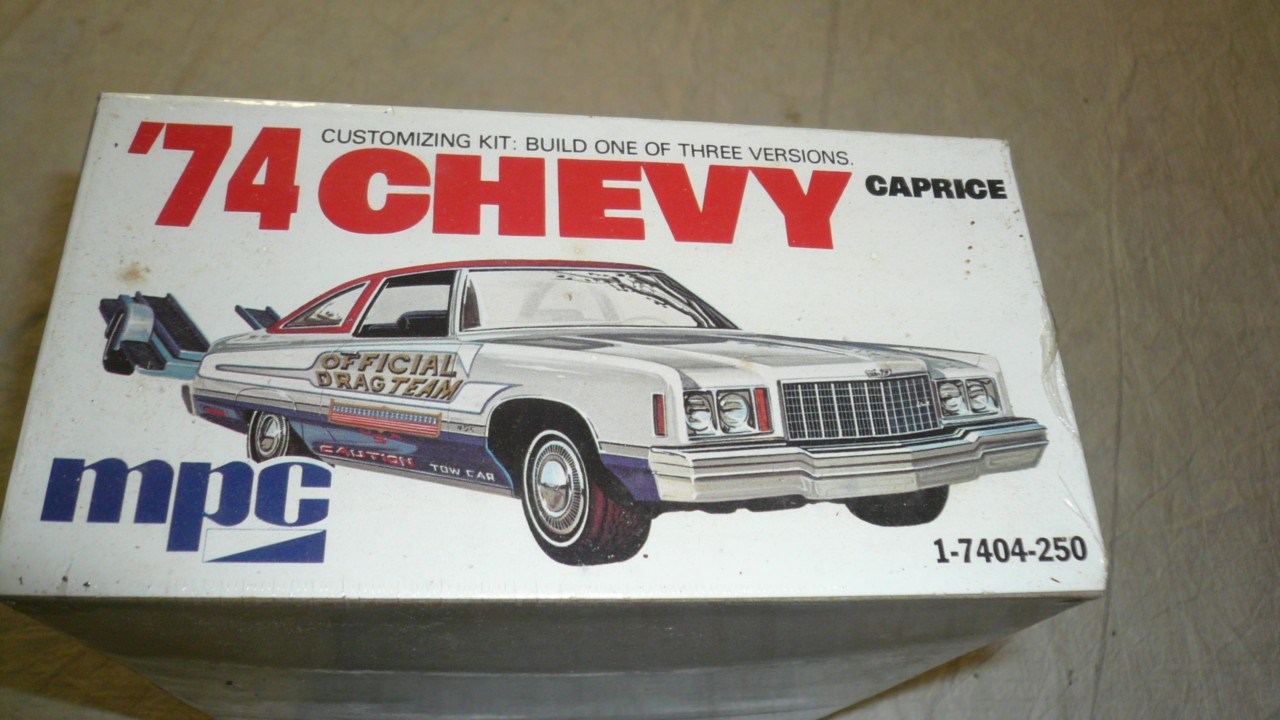 CUSTOMIZING KIT: BUILD ONE OF THREE VERSIONS.
'74 CHEVY CAPRICE
OFFICIAL
DRAG TEAM
454
CAUTION
TOW CAR
mpc
1-7404-250